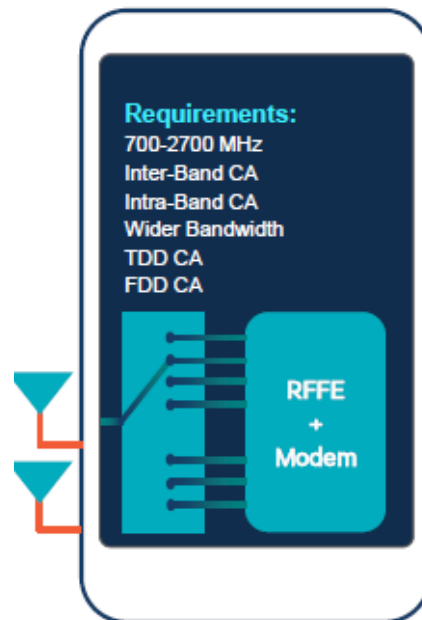 Requirements:
700-2700 MHz
Inter-Band CA
Intra-Band CA
Wider Bandwidth
TDD CA
FDD CA
RFFE
+
Modem